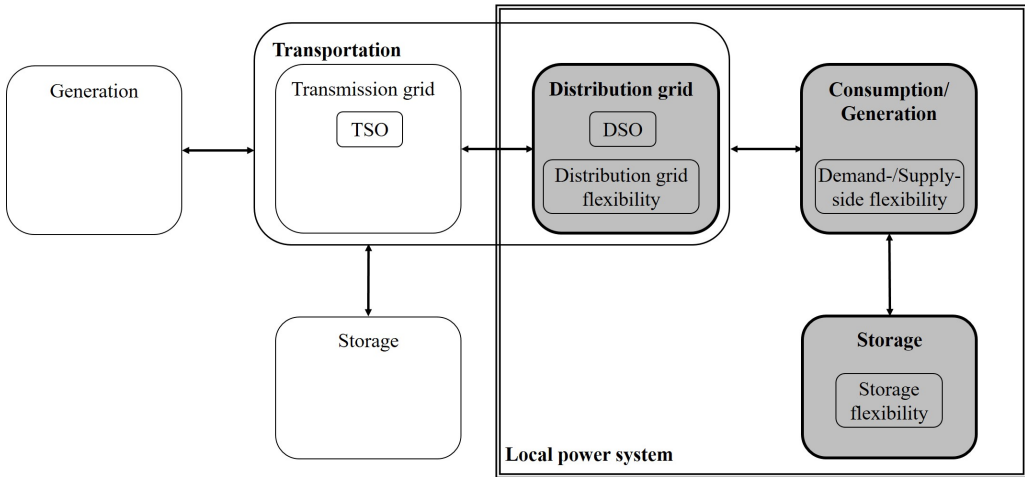 Transportation
Generation
Transmission grid
TSO
Distribution grid
DSO
Distribution grid
flexibility
Consumption/
Generation
Demand-/Supply-
side flexibility
Storage
Storage
Storage
flexibility
Local power system